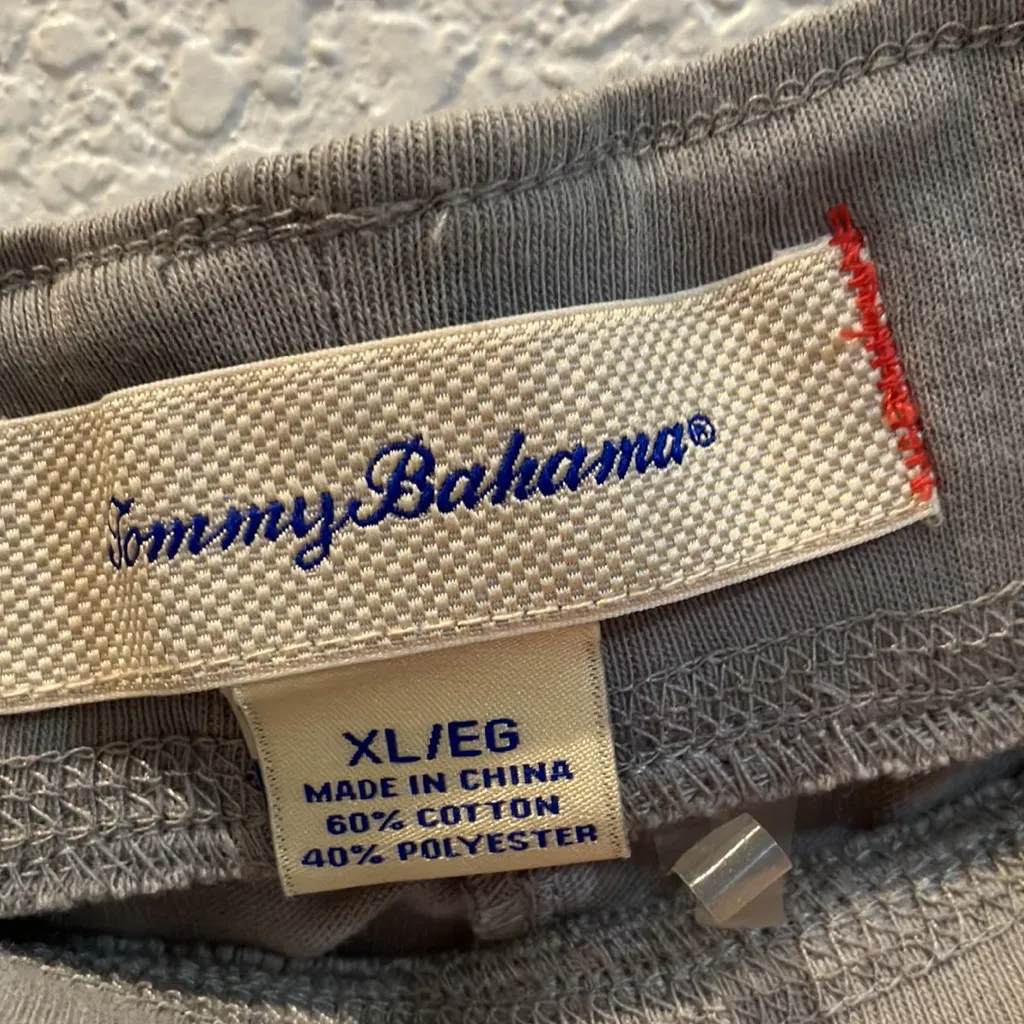 Tommy Bahama®
XL/EG
MADE IN CHINA
60% COTTON
40% POLYESTER